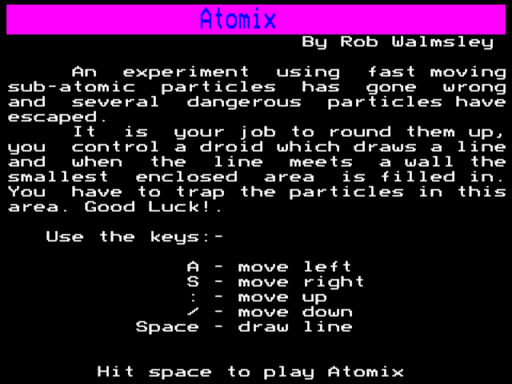 Atomix
By Rob Walmsley
An experiment using fast moving
sub-atomic particles has gone wrong
and several dangerous particles have
escaped.
It is your job to round them up,
you control a droid which draws a line
and when the line meets a wall the
smallest enclosed area is filled in.
You have to trap the particles in this
area. Good Luck!.
Use the keys:-
A - move left
S - move right
: - move up
/ - move down
Space - draw line
Hit space to play Atomix